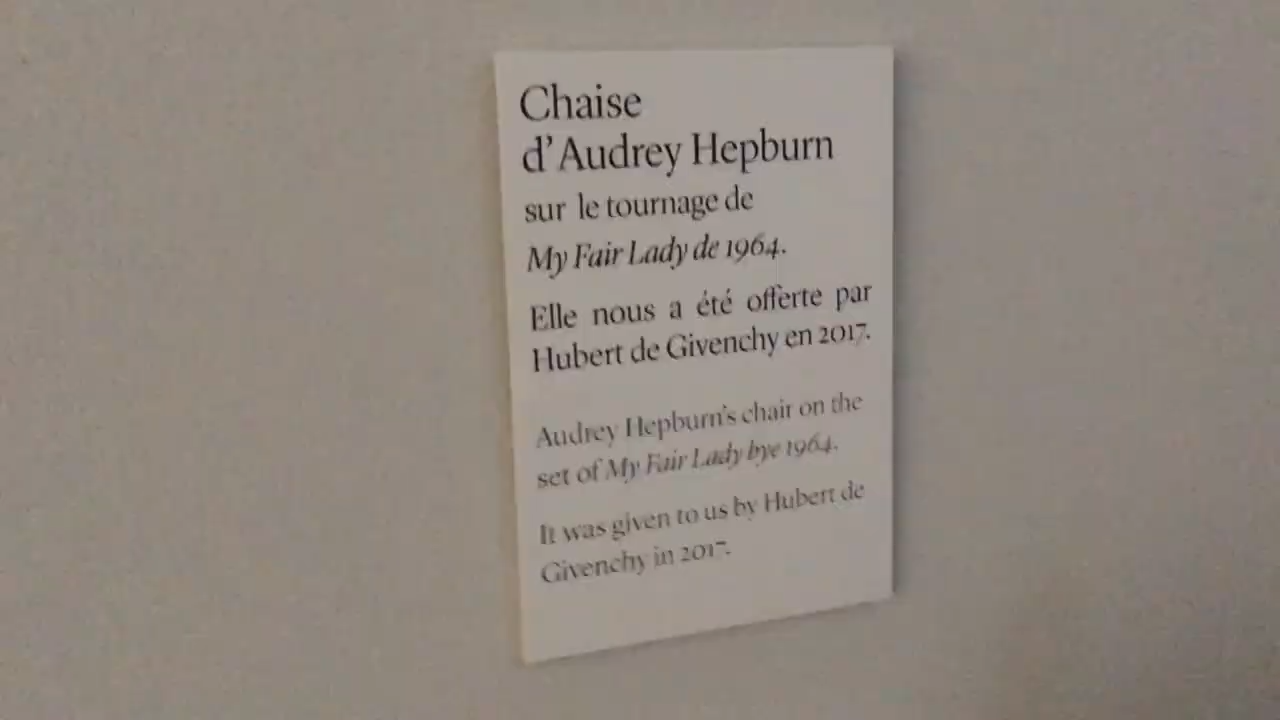 Chaise
d'Audrey Hepburn
sur le tournage de
My Fair Lady de 1964.
Elle nous a été offerte par
Hubert de Givenchy en 2017.
Audrey Hepburn's chair on the
set of My Fair Lady bye 1964.
It was given to us by Hubert de
Givenchy in 2017.